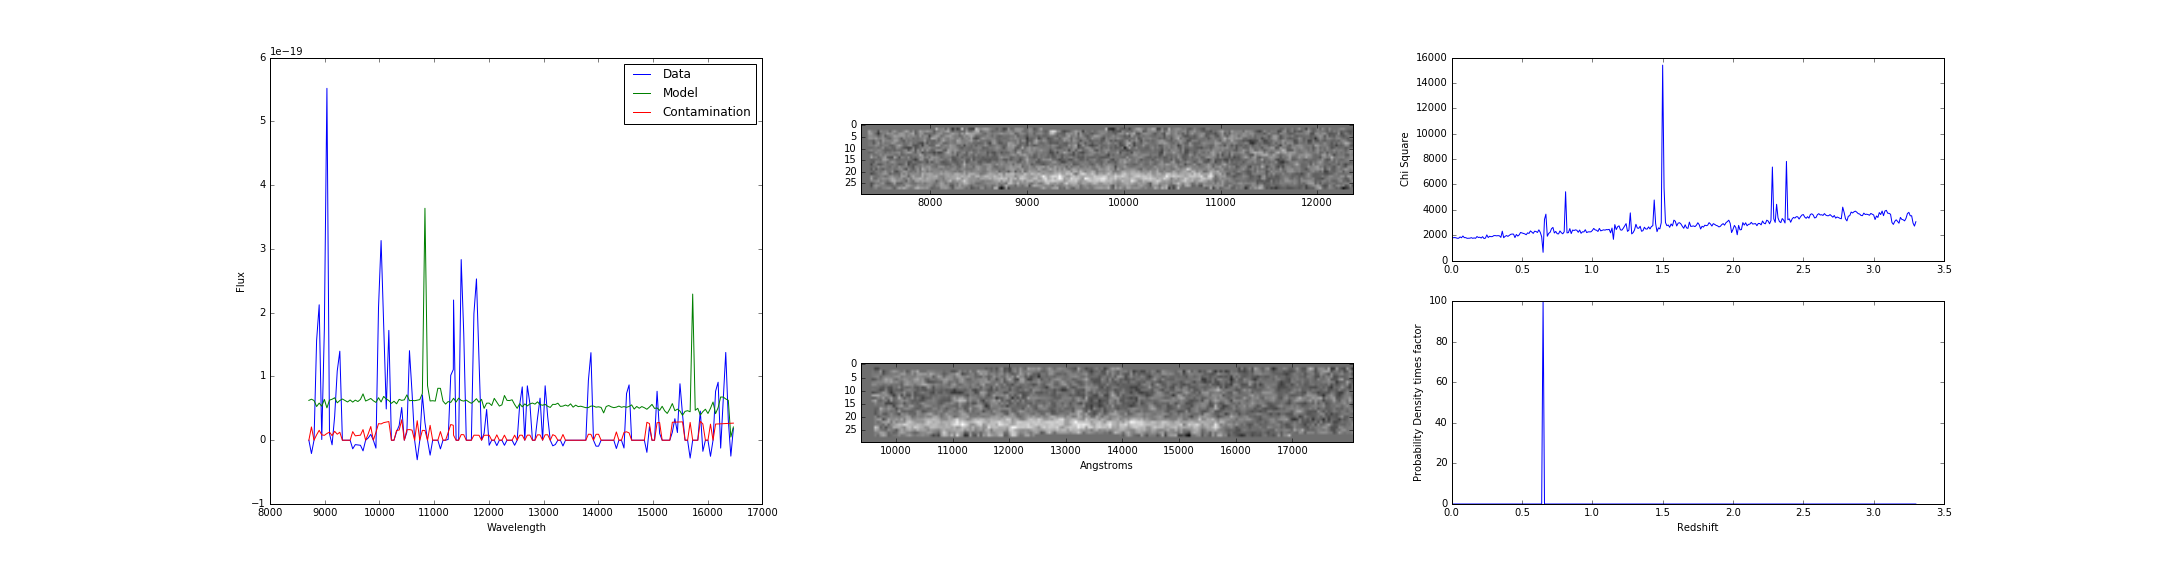 1e−19
6
5
4
3
2
1
0
−1
Flux
8000 9000 10000 11000 12000 13000 14000 15000 16000 17000
Wavelength
Data
Model
Contamination
0
5
10
15
20
25
8000 9000 10000 11000 12000
0
5
10
15
20
25
10000 11000 12000 13000 14000 15000 16000 17000
Angstroms
16000
14000
12000
10000
8000
6000
4000
2000
0
Chi Square
0.0 0.5 1.0 1.5 2.0 2.5 3.0 3.5
100
80
60
40
20
0
Probability Density times factor
0.0 0.5 1.0 1.5 2.0 2.5 3.0 3.5
Redshift